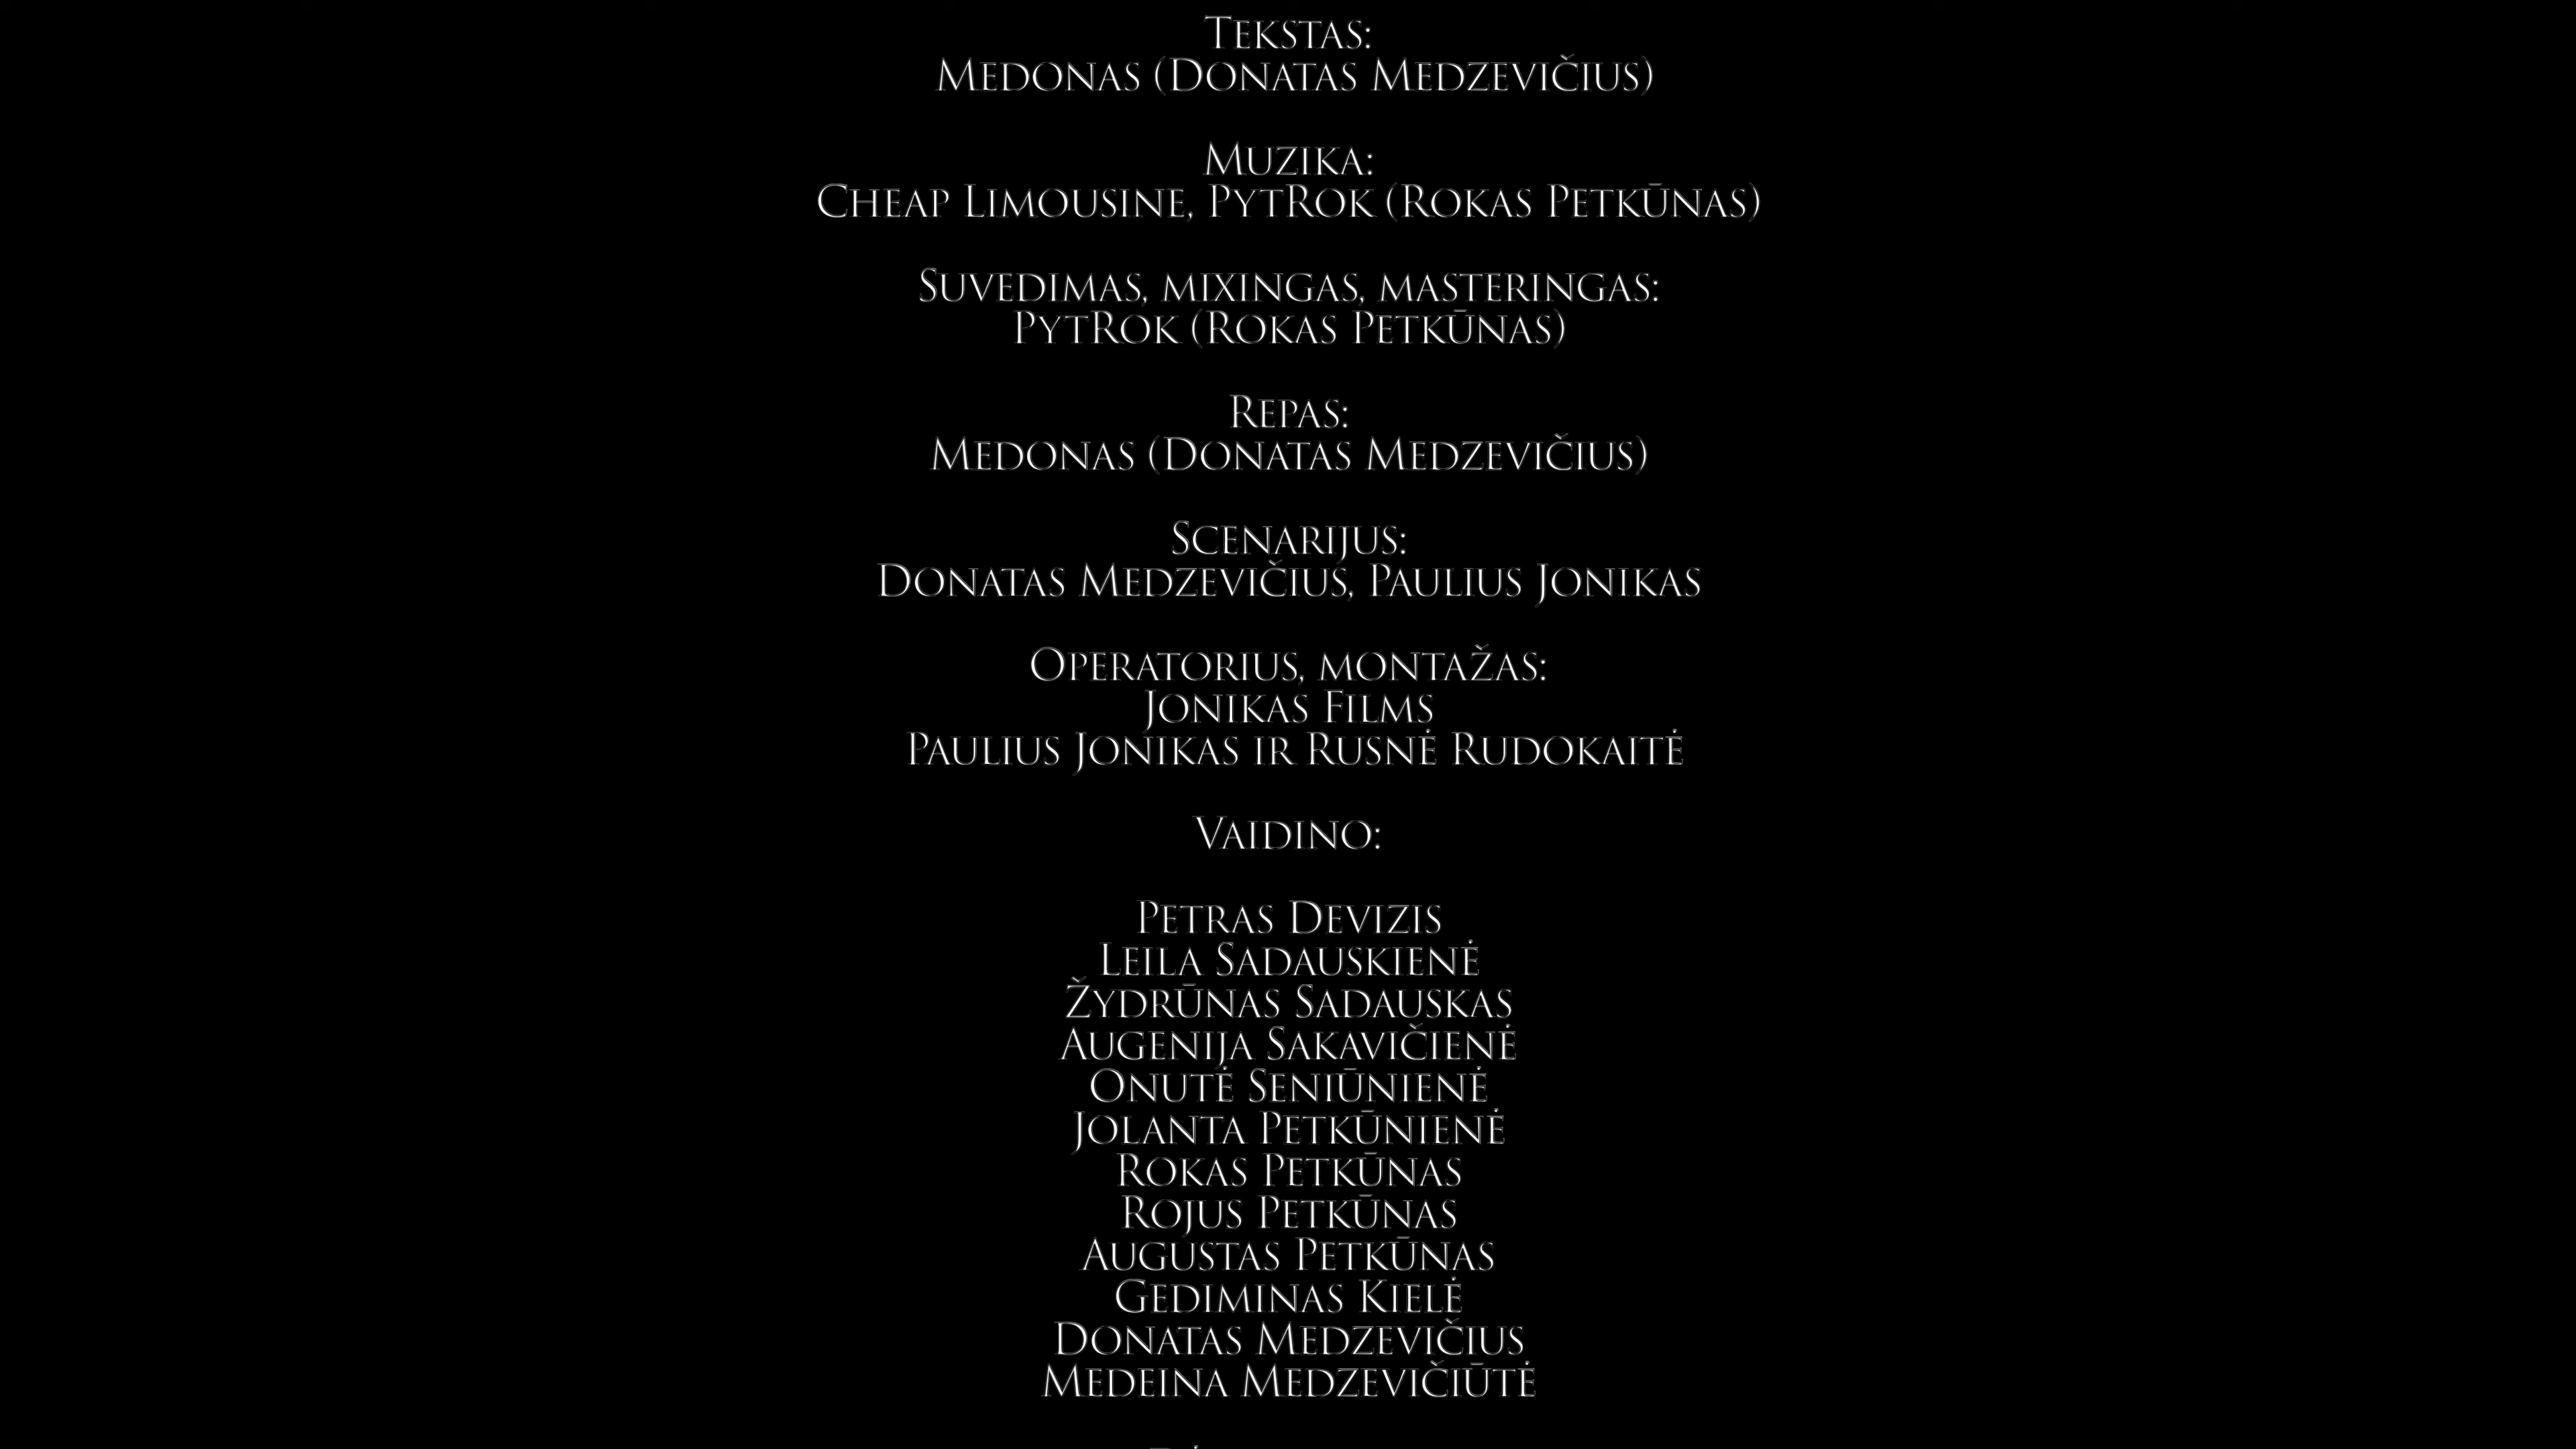 Tekstas:
Medonas (Donatas Medzevičius)
Muzika:
Cheap Limousine, PytRok (Rokas Petkūnas)
Suvedimas, mixingas, masteringas:
PytRok (Rokas Petkūnas)
Repas:
Medonas (Donatas Medzevičius)
Scenarijus:
Donatas Medzevičius, Paulius Jonikas
Operatorius, montažas:
Jonikas Films
Paulius Jonikas ir Rusnė Rudokaitė
Vaidino:
Petras Devizis
Leila Sadauskienė
Žydrūnas Sadauskas
Augenija Sakavičienė
Onutė Seniūnienė
Jolanta Petkūnienė
Rokas Petkūnas
Rojus Petkūnas
Augustas Petkūnas
Gediminas Kielė
Donatas Medzevičius
Medeina Medzevičiūtė